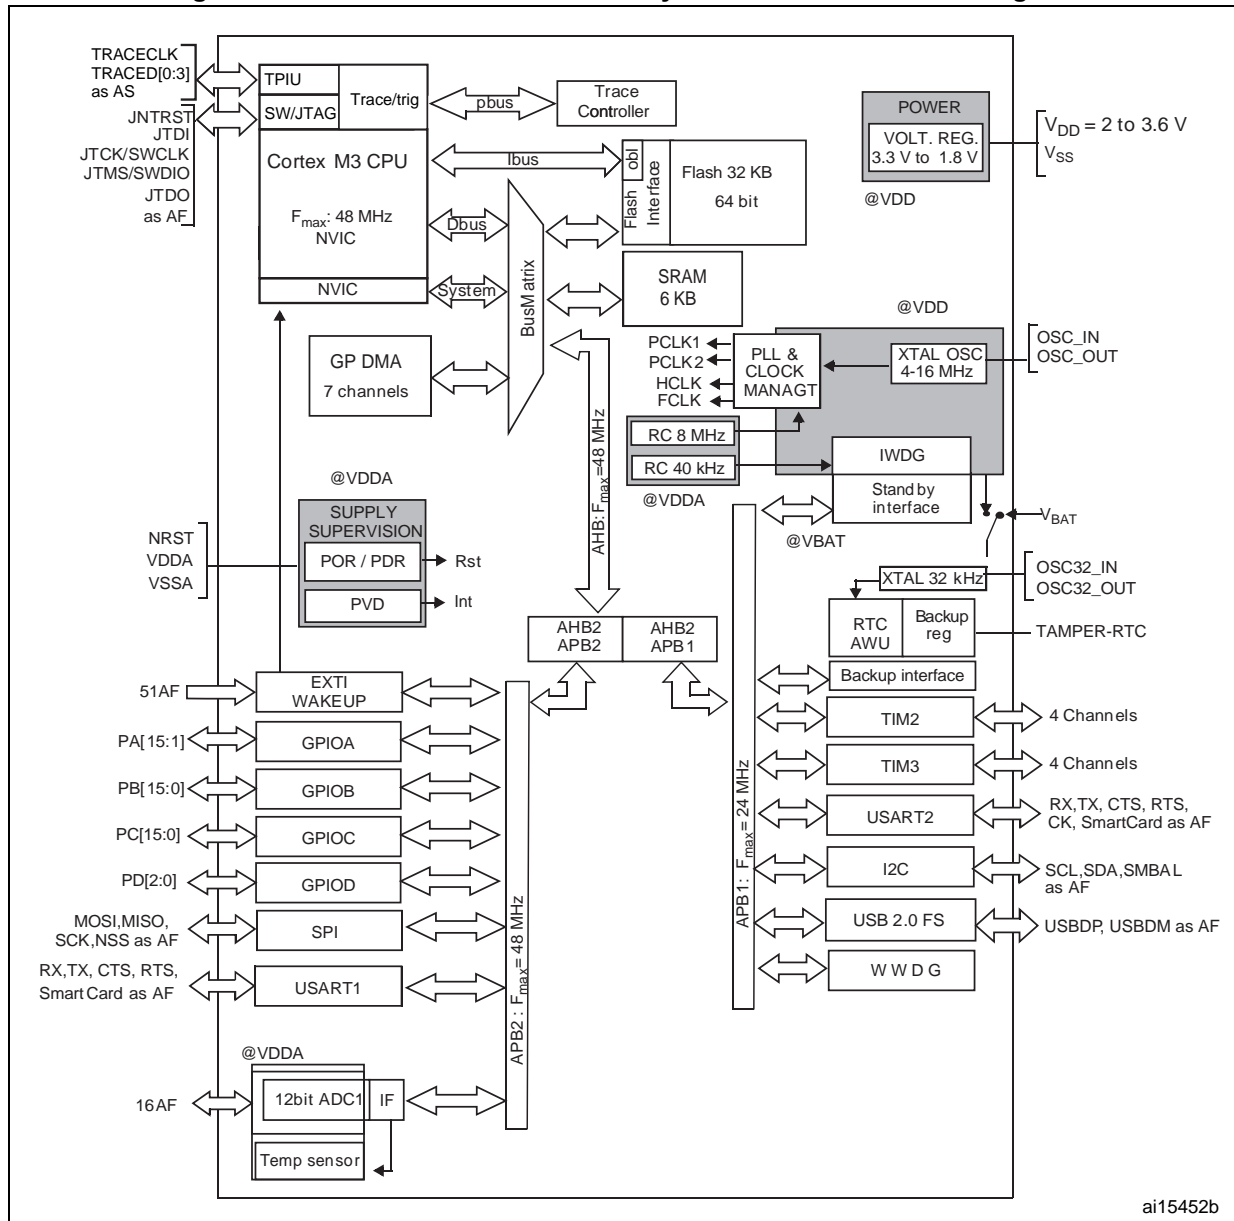 TRACECLK
TRACED[0:3]
as AS
JNTRST
JTDI
JTCK/SWCLK
JTMS/SWDIO
JTDO
as AF
TPIU
SW/JTAG
Trace/trig
pbus
Trace
Controller
Cortex M3 CPU
Fmax: 48 MHz
NVIC
NVIC
Ibus
Dbus
System
BusMatrix
Flash obl
Interface
Flash 32 KB
64 bit
SRAM
6 KB
POWER
VOLT. REG.
3.3 V to 1.8 V
@VDD
VDD = 2 to 3.6 V
VSS
GP DMA
7 channels
AHB: Fmax=48 MHz
@VDD
PCLK1
PCLK2
HCLK
FCLK
PLL &
CLOCK
MANAGT
XTAL OSC
4-16 MHz
OSC_IN
OSC_OUT
RC 8 MHz
RC 40 kHz
@VDDA
IWDG
Standby
interface
@VBAT
VBAT
@VDDA
SUPPLY
SUPERVISION
POR / PDR
PVD
Rst
Int
NRST
VDDA
VSSA
XTAL 32 kHz
OSC32_IN
OSC32_OUT
RTC
AWU
Backup
reg
TAMPER-RTC
Backup interface
AHB2
APB2
AHB2
APB1
51AF
EXTI
WAKEUP
PA[15:1]
GPIOA
PB[15:0]
GPIOB
PC[15:0]
GPIOC
PD[2:0]
GPIOD
MOSI,MISO,
SCK,NSS as AF
SPI
RX,TX, CTS, RTS,
SmartCard as AF
USART1
APB2 : Fmax= 48 MHz
APB1 : Fmax= 24 MHz
TIM2
4 Channels
TIM3
4 Channels
USART2
RX,TX, CTS, RTS,
CK, SmartCard as AF
I2C
SCL,SDA,SMBAL
as AF
USB 2.0 FS
USBDP, USBDM as AF
WWDG
@VDDA
16AF
12bit ADC1
IF
Temp sensor
ai15452b